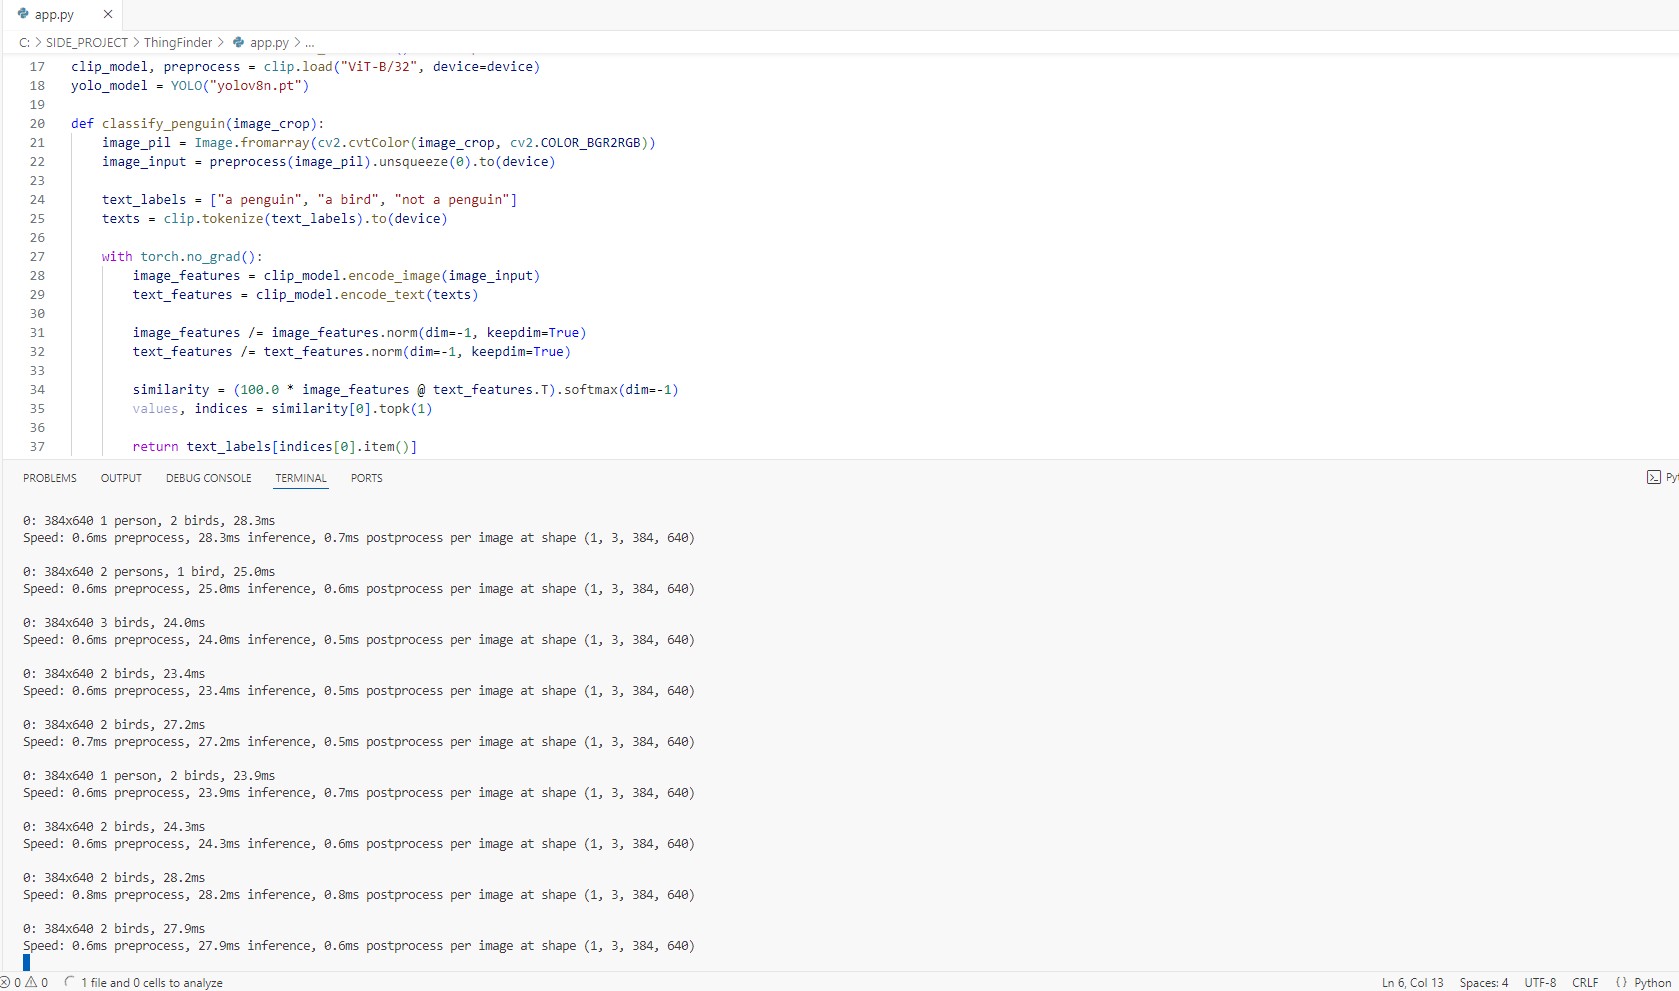 app.py
C: > SIDE_PROJECT > ThingFinder > app.py > ...
17 clip_model, preprocess = clip.load("ViT-B/32", device=device)
18 yolo_model = YOLO("yolov8n.pt")
19
20 def classify_penguin(image_crop):
21     image_pil = Image.fromarray(cv2.cvtColor(image_crop, cv2.COLOR_BGR2RGB))
22     image_input = preprocess(image_pil).unsqueeze(0).to(device)
23
24     text_labels = ["a penguin", "a bird", "not a penguin"]
25     texts = clip.tokenize(text_labels).to(device)
26
27     with torch.no_grad():
28         image_features = clip_model.encode_image(image_input)
29         text_features = clip_model.encode_text(texts)
30
31         image_features /= image_features.norm(dim=-1, keepdim=True)
32         text_features /= text_features.norm(dim=-1, keepdim=True)
33
34         similarity = (100.0 * image_features @ text_features.T).softmax(dim=-1)
35         values, indices = similarity[0].topk(1)
36
37         return text_labels[indices[0].item()]
PROBLEMS OUTPUT DEBUG CONSOLE TERMINAL PORTS
0: 384x640 1 person, 2 birds, 28.3ms
Speed: 0.6ms preprocess, 28.3ms inference, 0.7ms postprocess per image at shape (1, 3, 384, 640)
0: 384x640 2 persons, 1 bird, 25.0ms
Speed: 0.6ms preprocess, 25.0ms inference, 0.6ms postprocess per image at shape (1, 3, 384, 640)
0: 384x640 3 birds, 24.0ms
Speed: 0.6ms preprocess, 24.0ms inference, 0.5ms postprocess per image at shape (1, 3, 384, 640)
0: 384x640 2 birds, 23.4ms
Speed: 0.6ms preprocess, 23.4ms inference, 0.5ms postprocess per image at shape (1, 3, 384, 640)
0: 384x640 2 birds, 27.2ms
Speed: 0.7ms preprocess, 27.2ms inference, 0.5ms postprocess per image at shape (1, 3, 384, 640)
0: 384x640 1 person, 2 birds, 23.9ms
Speed: 0.6ms preprocess, 23.9ms inference, 0.7ms postprocess per image at shape (1, 3, 384, 640)
0: 384x640 2 birds, 24.3ms
Speed: 0.6ms preprocess, 24.3ms inference, 0.6ms postprocess per image at shape (1, 3, 384, 640)
0: 384x640 2 birds, 28.2ms
Speed: 0.8ms preprocess, 28.2ms inference, 0.8ms postprocess per image at shape (1, 3, 384, 640)
0: 384x640 2 birds, 27.9ms
Speed: 0.6ms preprocess, 27.9ms inference, 0.6ms postprocess per image at shape (1, 3, 384, 640)
0 0 1 file and 0 cells to analyze Ln 6, Col 13 Spaces: 4 UTF-8 CRLF {} Python